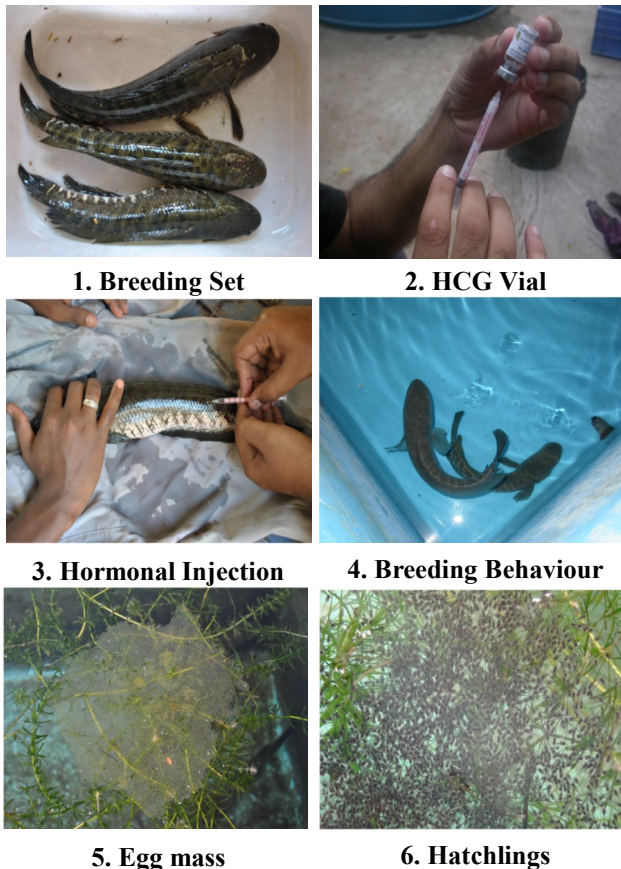 1. Breeding Set
2. HCG Vial
3. Hormonal Injection
4. Breeding Behaviour
5. Egg mass
6. Hatchlings